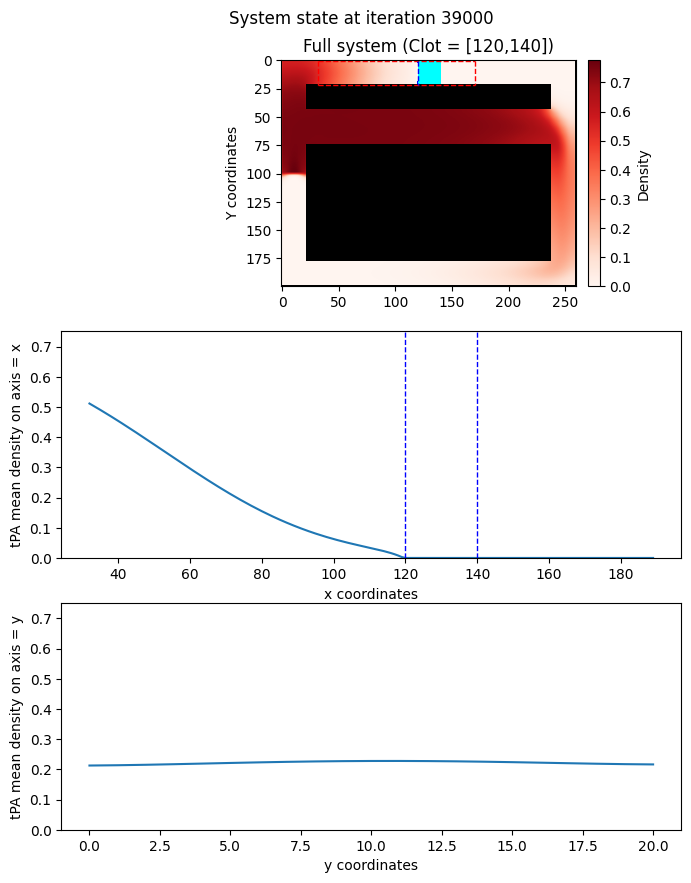 System state at iteration 39000
Full system (Clot = [120,140])
0
25
50
75
100
125
150
175
Y coordinates
0 50 100 150 200 250
0.7
0.6
0.5
0.4
0.3
0.2
0.1
0.0
Density
0.7
0.6
0.5
0.4
0.3
0.2
0.1
0.0
tPA mean density on axis = x
40 60 80 100 120 140 160 180
x coordinates
0.7
0.6
0.5
0.4
0.3
0.2
0.1
0.0
tPA mean density on axis = y
0.0 2.5 5.0 7.5 10.0 12.5 15.0 17.5 20.0
y coordinates